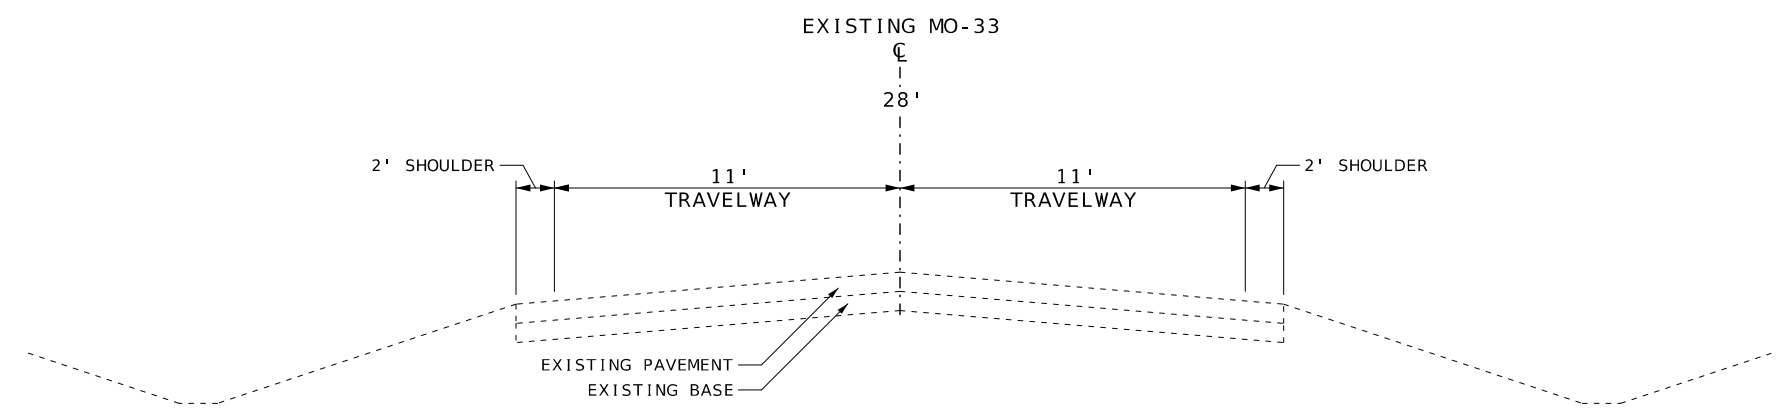 EXISTING MO-33
℄
28'
2' SHOULDER
11'
TRAVELWAY
11'
TRAVELWAY
2' SHOULDER
EXISTING PAVEMENT
EXISTING BASE